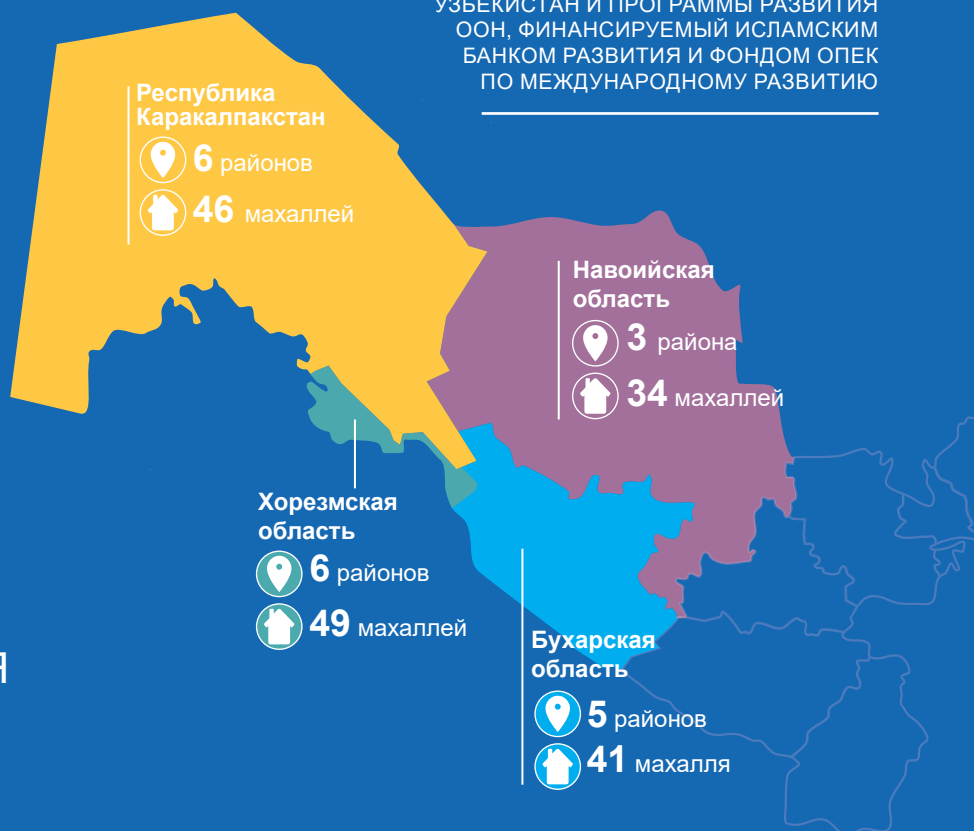 УЗБЕКИСТАН И ПРОГРАММЫ РАЗВИТИЯ
ООН, ФИНАНСИРУЕМЫЙ ИСЛАМСКИМ
БАНКОМ РАЗВИТИЯ И ФОНДОМ ОПЕК
ПО МЕЖДУНАРОДНОМУ РАЗВИТИЮ
Республика
Каракалпакстан
6 районов
46 махаллей
Навоийская
область
3 района
34 махаллей
Хорезмская
область
6 районов
49 махаллей
Я
Бухарская
область
5 районов
41 махалля